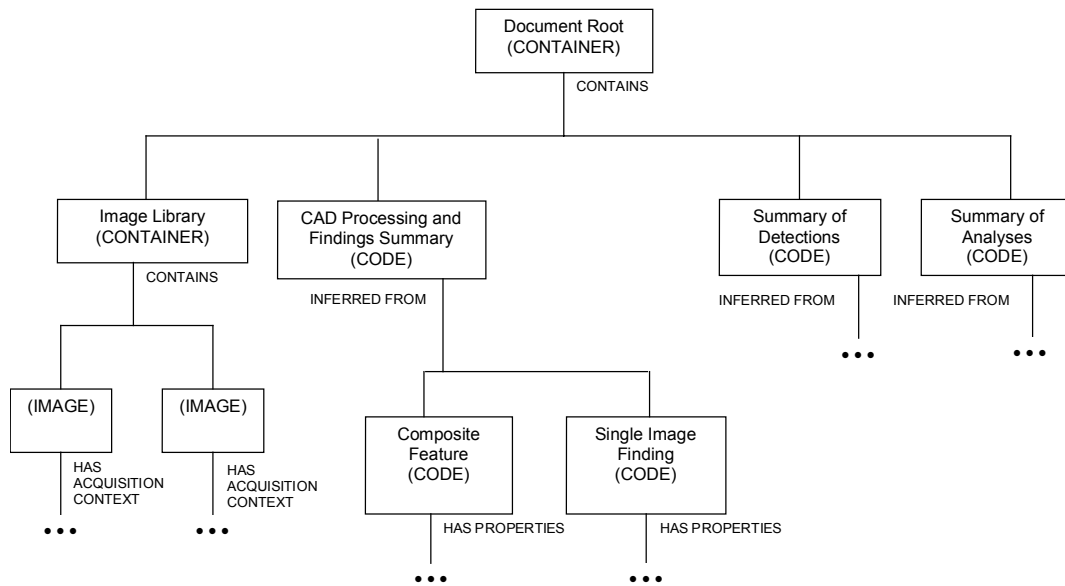 Document Root
(CONTAINER)
CONTAINS
Image Library
(CONTAINER)
CAD Processing and
Findings Summary
(CODE)
Summary of
Detections
(CODE)
Summary of
Analyses
(CODE)
CONTAINS
INFERRED FROM
INFERRED FROM
INFERRED FROM
(IMAGE)
(IMAGE)
Composite
Feature
(CODE)
Single Image
Finding
(CODE)
HAS
ACQUISITION
CONTEXT
HAS
ACQUISITION
CONTEXT
HAS PROPERTIES
HAS PROPERTIES